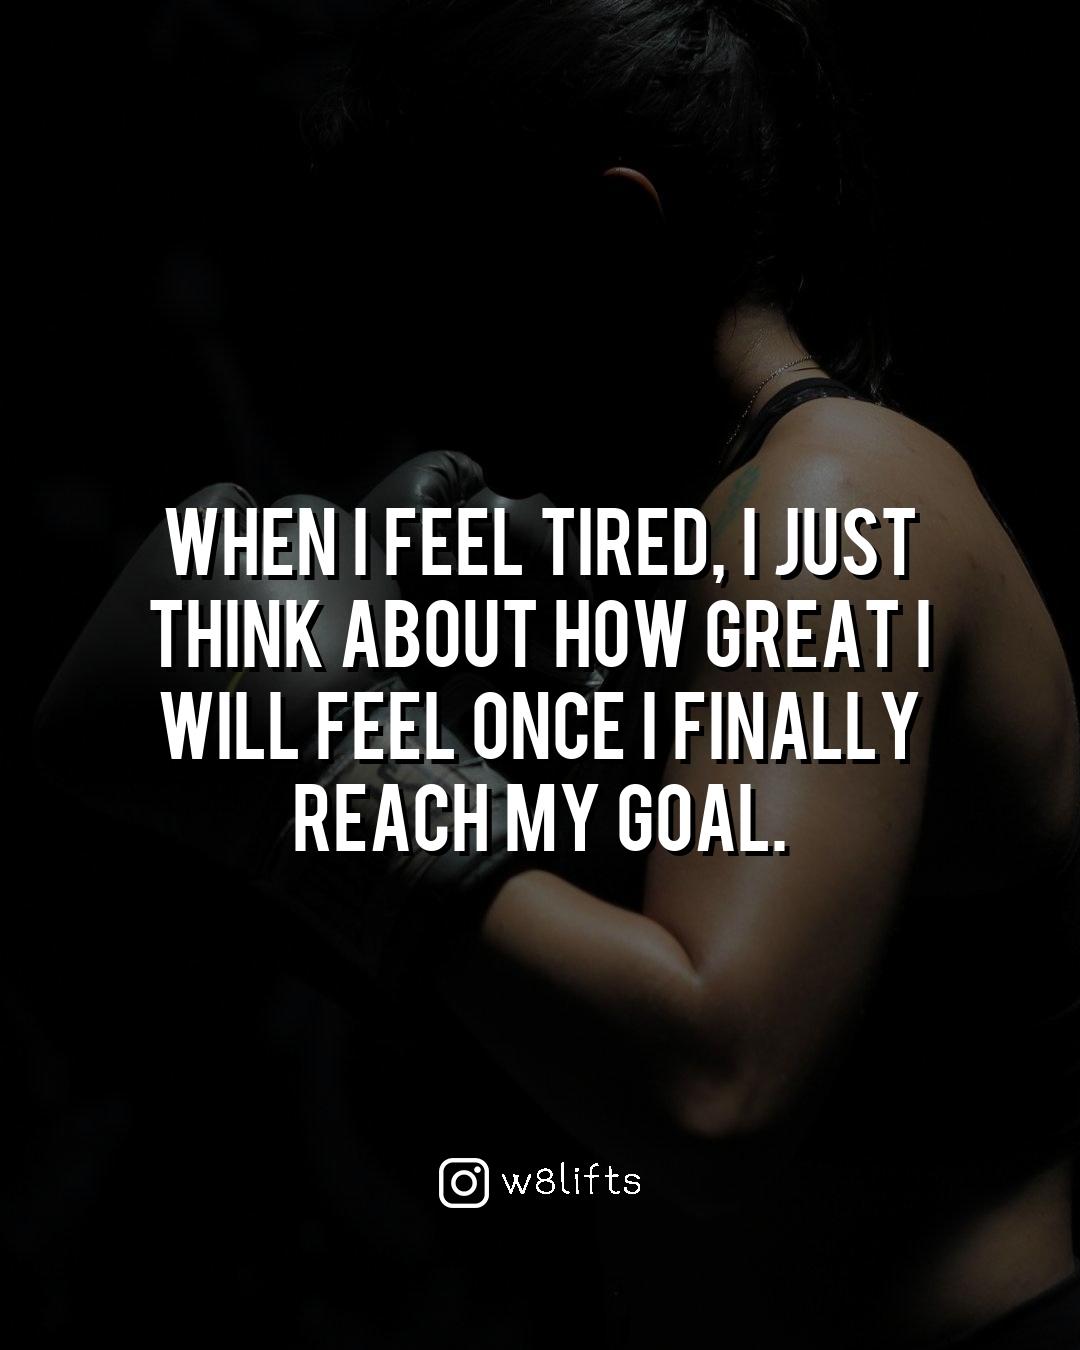 WHEN I FEEL TIRED, I JUST
THINK ABOUT HOW GREAT I
WILL FEEL ONCE I FINALLY
REACH MY GOAL.
w8lifts